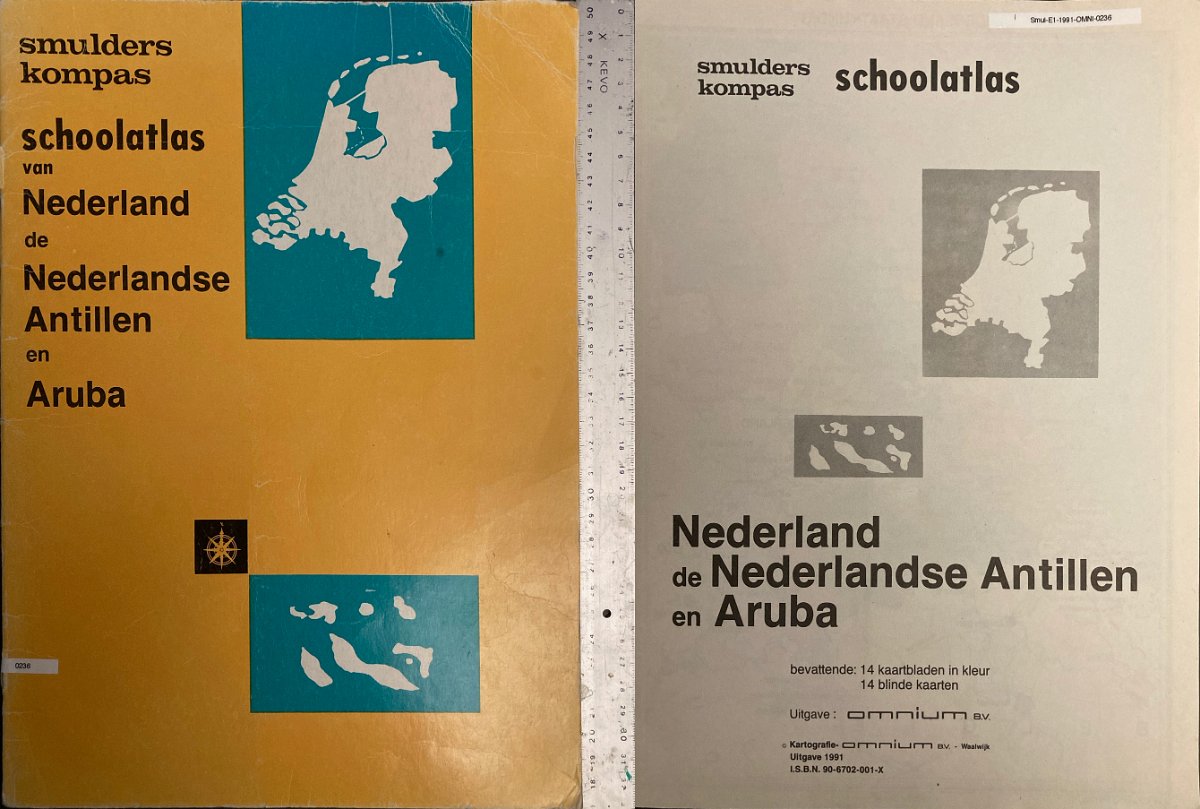 smulders
kompas
schoolatlas
van
Nederland
de
Nederlandse
Antillen
en
Aruba
0236
KEVO
Smul-E1-1991-OMNI-0236
smulders
kompas
schoolatlas
Nederland
de Nederlandse Antillen
en Aruba
bevattende: 14 kaartbladen in kleur
14 blinde kaarten
Uitgave : omnium B.V.
© Kartografie-omnium B.V. - Waalwijk
Uitgave 1991
I.S.B.N. 90-6702-001-X